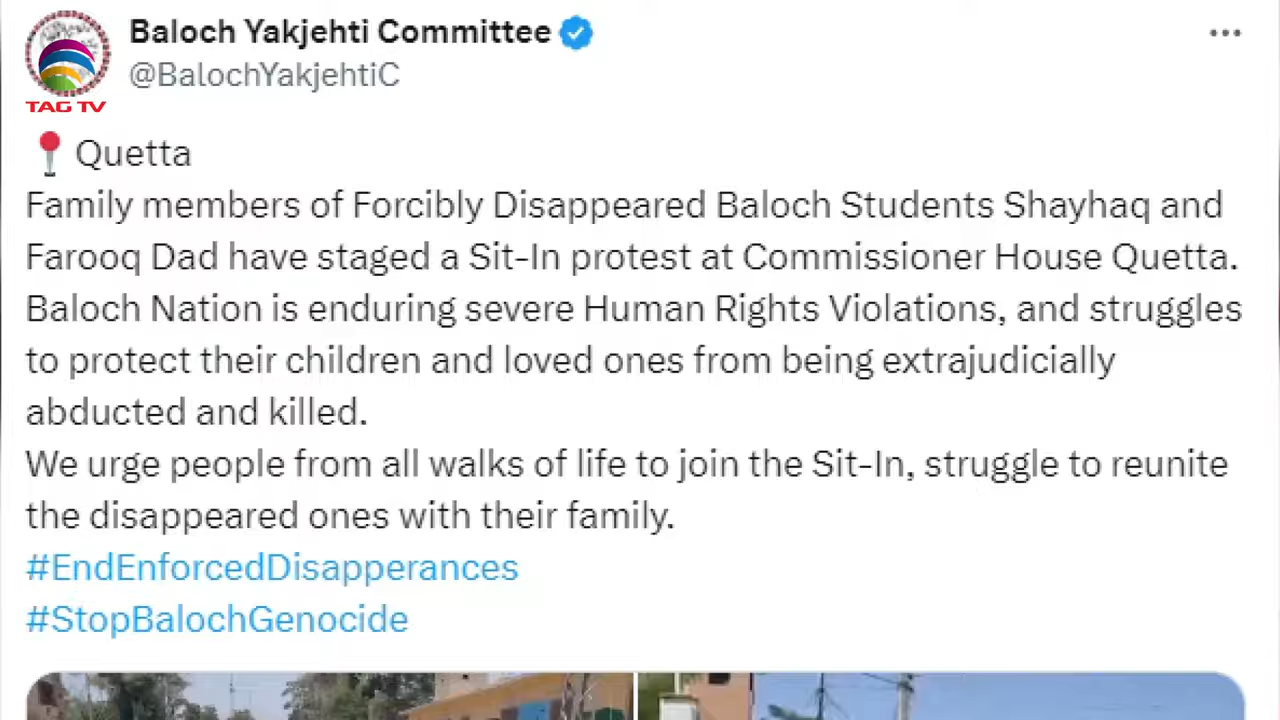 Baloch Yakjehti Committee
@BalochYakjehtiC
TAG TV
Quetta
Family members of Forcibly Disappeared Baloch Students Shayhaq and
Farooq Dad have staged a Sit-In protest at Commissioner House Quetta.
Baloch Nation is enduring severe Human Rights Violations, and struggles
to protect their children and loved ones from being extrajudicially
abducted and killed.
We urge people from all walks of life to join the Sit-In, struggle to reunite
the disappeared ones with their family.
#EndEnforcedDisapperances
#StopBalochGenocide